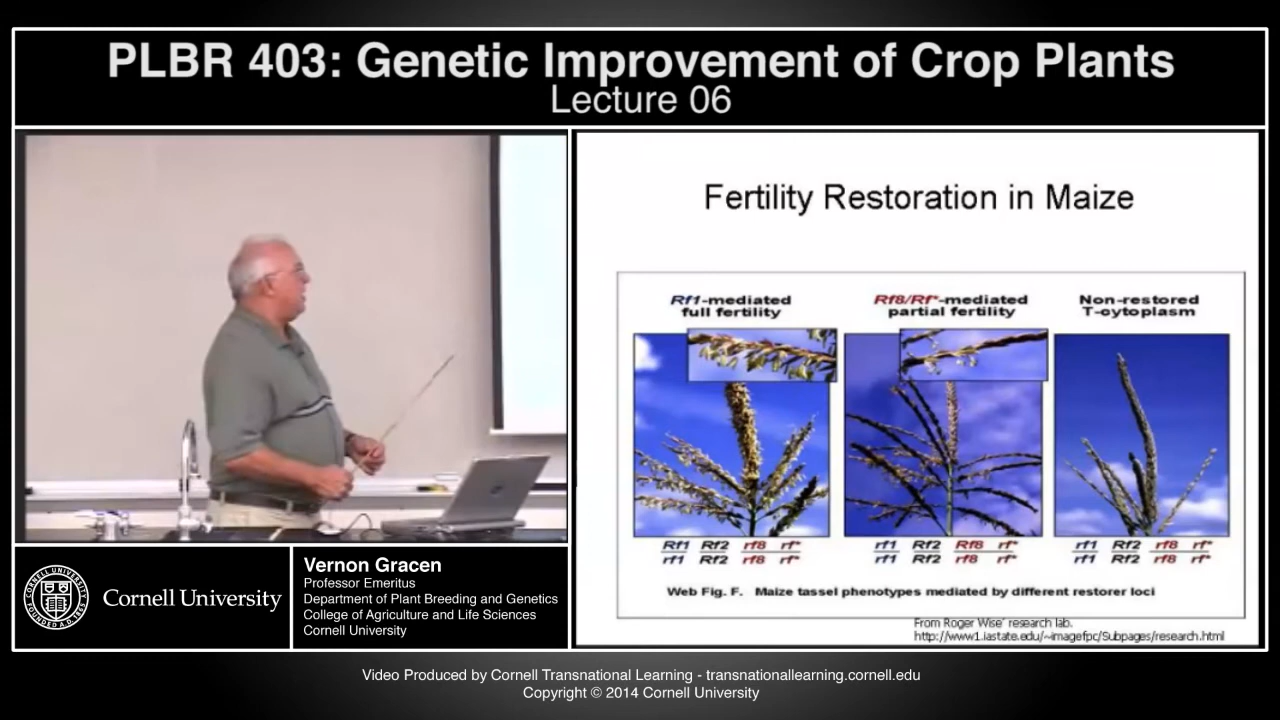 PLBR 403: Genetic Improvement of Crop Plants
Lecture 06
Fertility Restoration in Maize
Rf1-mediated
full fertility
Rf8/Rf*-mediated
partial fertility
Non-restored
T-cytoplasm
Rf1 Rf2 rf8 rf*
rf1 Rf2 rf8 rf*
rf1 Rf2 Rf8 rf*
rf1 Rf2 rf8 rf*
rf1 Rf2 rf8 rf*
rf1 Rf2 rf8 rf*
Web Fig. F. Maize tassel phenotypes mediated by different restorer loci
From Roger Wise' research lab.
http://www1.iastate.edu/~imagefpc/Subpages/research.html
Cornell University
Vernon Gracen
Professor Emeritus
Department of Plant Breeding and Genetics
College of Agriculture and Life Sciences
Cornell University
Video Produced by Cornell Transnational Learning - transnationallearning.cornell.edu
Copyright © 2014 Cornell University